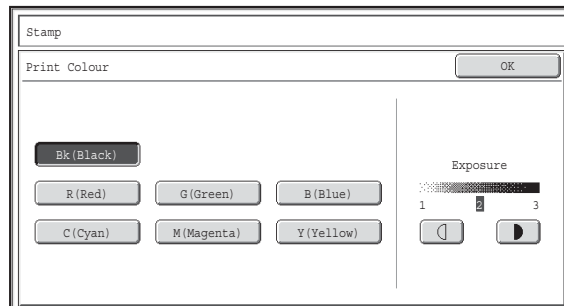 Stamp
Print Colour
OK
Bk(Black)
R(Red) G(Green) B(Blue)
C(Cyan) M(Magenta) Y(Yellow)
Exposure
1 2 3